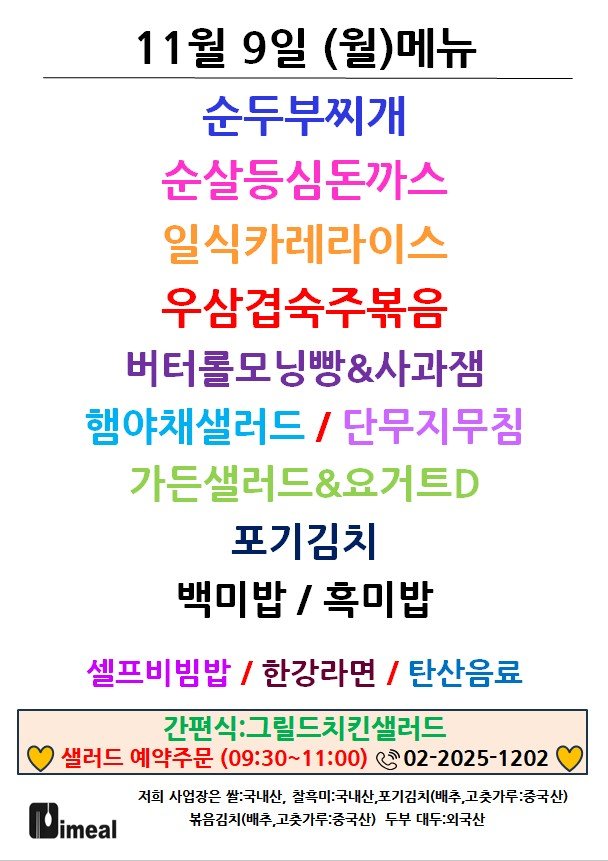 11월 9일 (월)메뉴
순두부찌개
순살등심돈까스
일식카레라이스
우삼겹숙주볶음
버터롤모닝빵&사과잼
햄야채샐러드 / 단무지무침
가든샐러드&요거트D
포기김치
백미밥 / 흑미밥
셀프비빔밥 / 한강라면 / 탄산음료
간편식:그릴드치킨샐러드
샐러드 예약주문 (09:30~11:00) 02-2025-1202
저희 사업장은 쌀:국내산, 찰흑미:국내산,포기김치(배추,고춧가루:중국산)
볶음김치(배추,고춧가루:중국산) 두부 대두:외국산
Dimeal